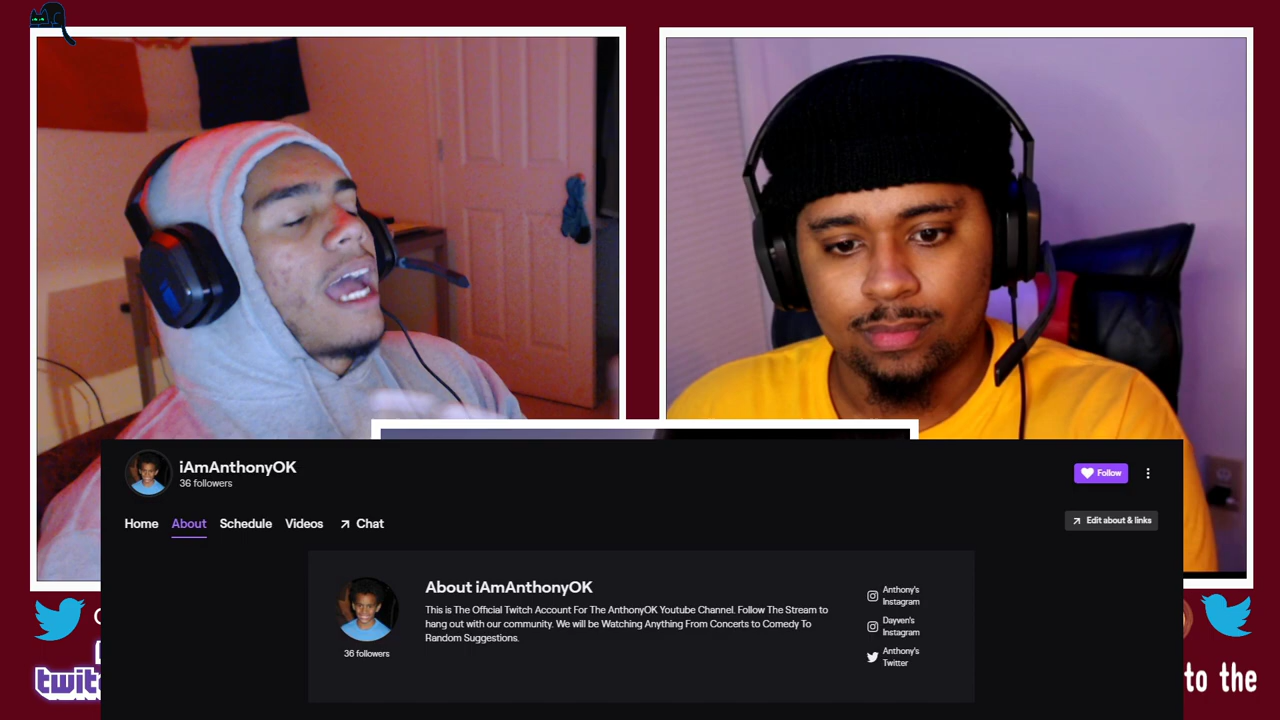 iAmAnthonyOK
36 followers
Follow
Home About Schedule Videos Chat
Edit about & links
About iAmAnthonyOK
This is The Official Twitch Account For The AnthonyOK Youtube Channel. Follow The Stream to
hang out with our community. We will be Watching Anything From Concerts to Comedy To
Random Suggestions.
36 followers
Anthony's
Instagram
Dayven's
Instagram
Anthony's
Twitter
to the